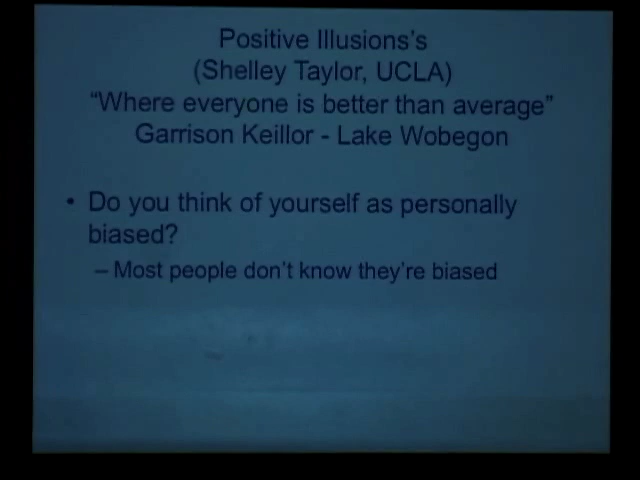 Positive Illusions's
(Shelley Taylor, UCLA)
“Where everyone is better than average”
Garrison Keillor - Lake Wobegon
• Do you think of yourself as personally
biased?
– Most people don't know they're biased